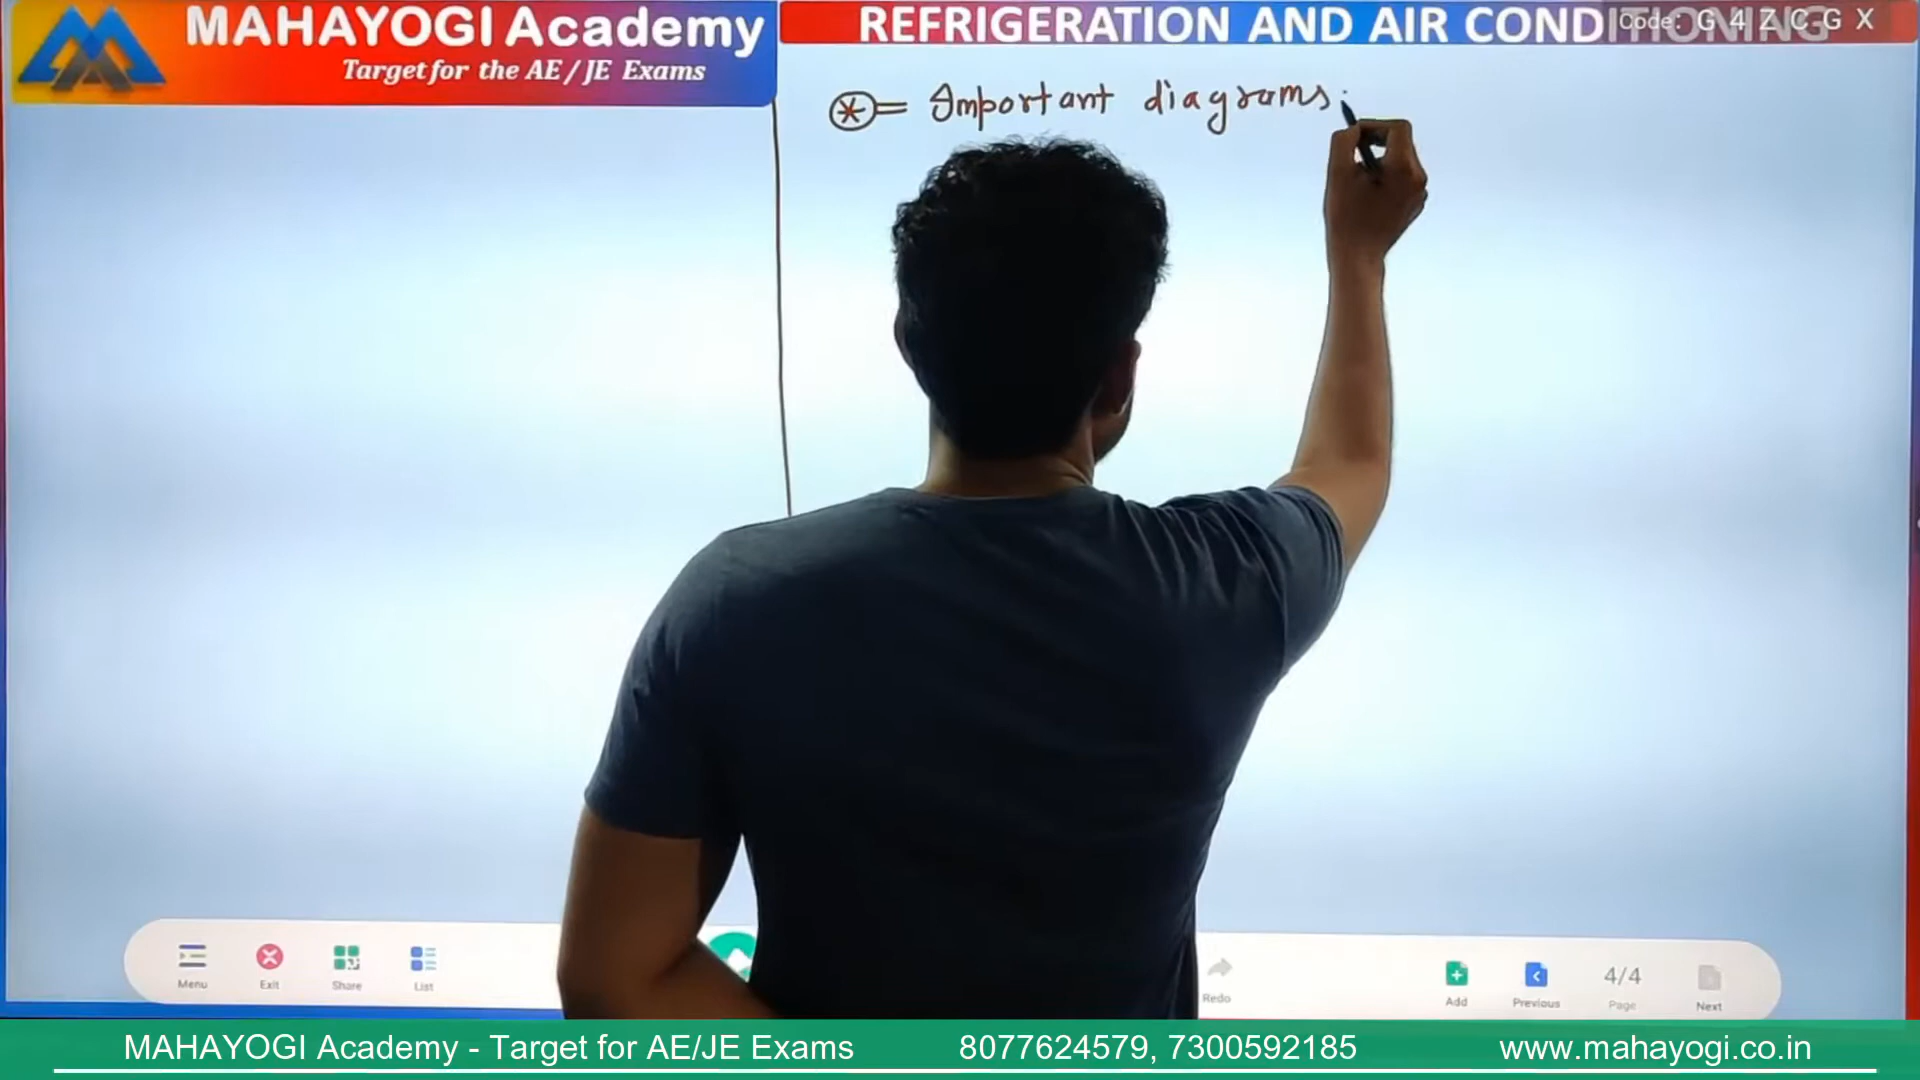 MAHAYOGI Academy
Target for the AE / JE Exams
REFRIGERATION AND AIR CONDITIONING
Code: G 4 Z C G X
Important diagrams:
Menu
Exit
Share
List
Redo
Add
Previous
4/4
Page
Next
MAHAYOGI Academy - Target for AE/JE Exams 8077624579, 7300592185 www.mahayogi.co.in